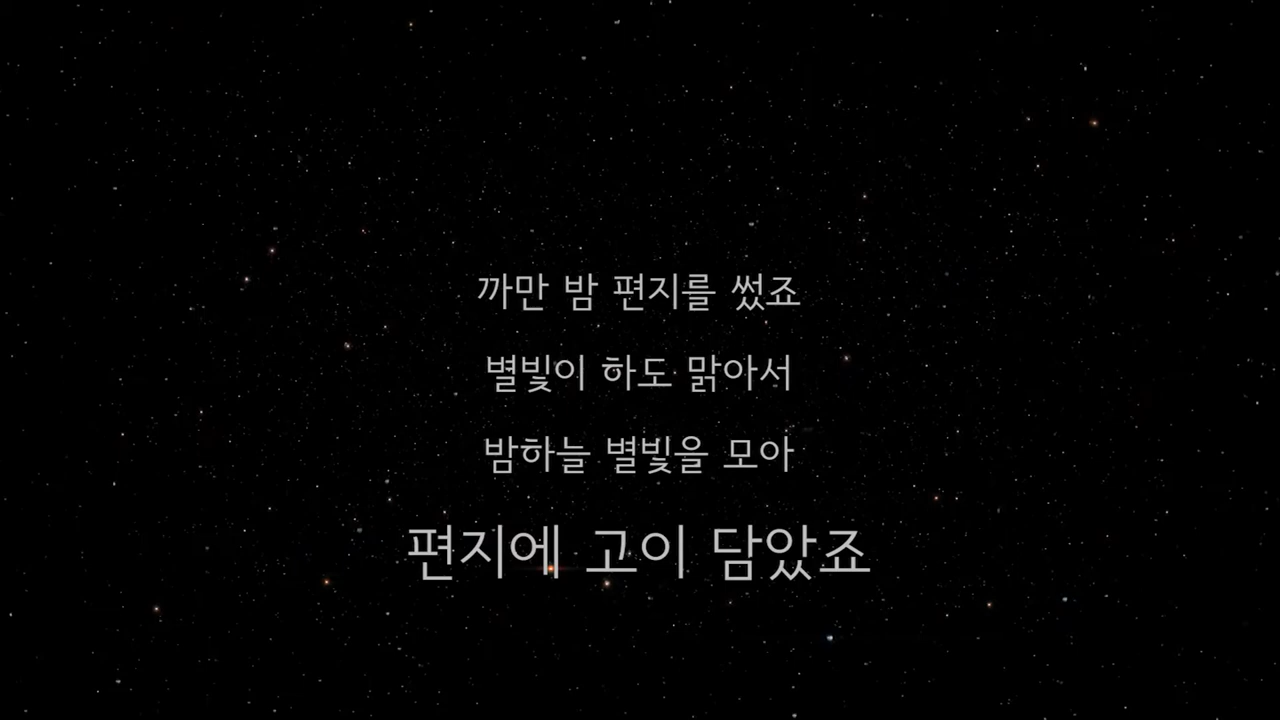 까만 밤 편지를 썼죠
별빛이 하도 맑아서
밤하늘 별빛을 모아
편지에 고이 담았죠